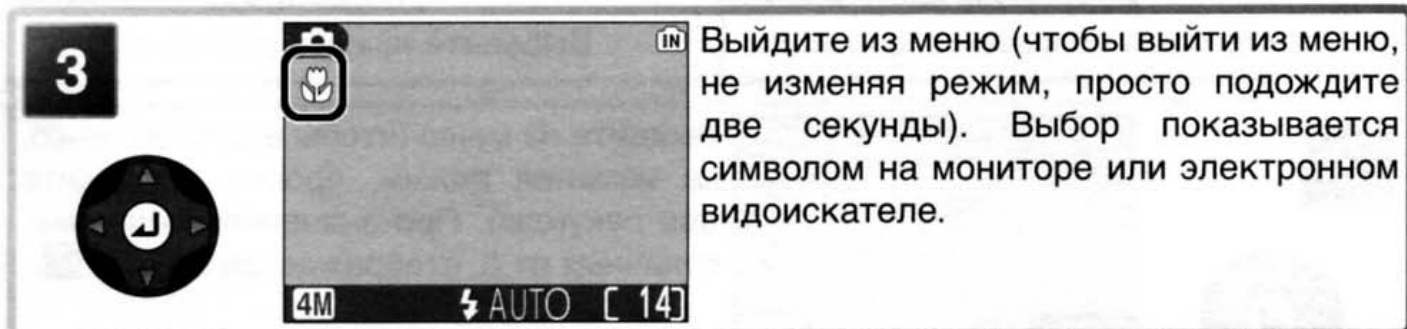 3
IN
4M
AUTO [ 14]
Выйдите из меню (чтобы выйти из меню,
не изменяя режим, просто подождите
две секунды). Выбор показывается
символом на мониторе или электронном
видоискателе.